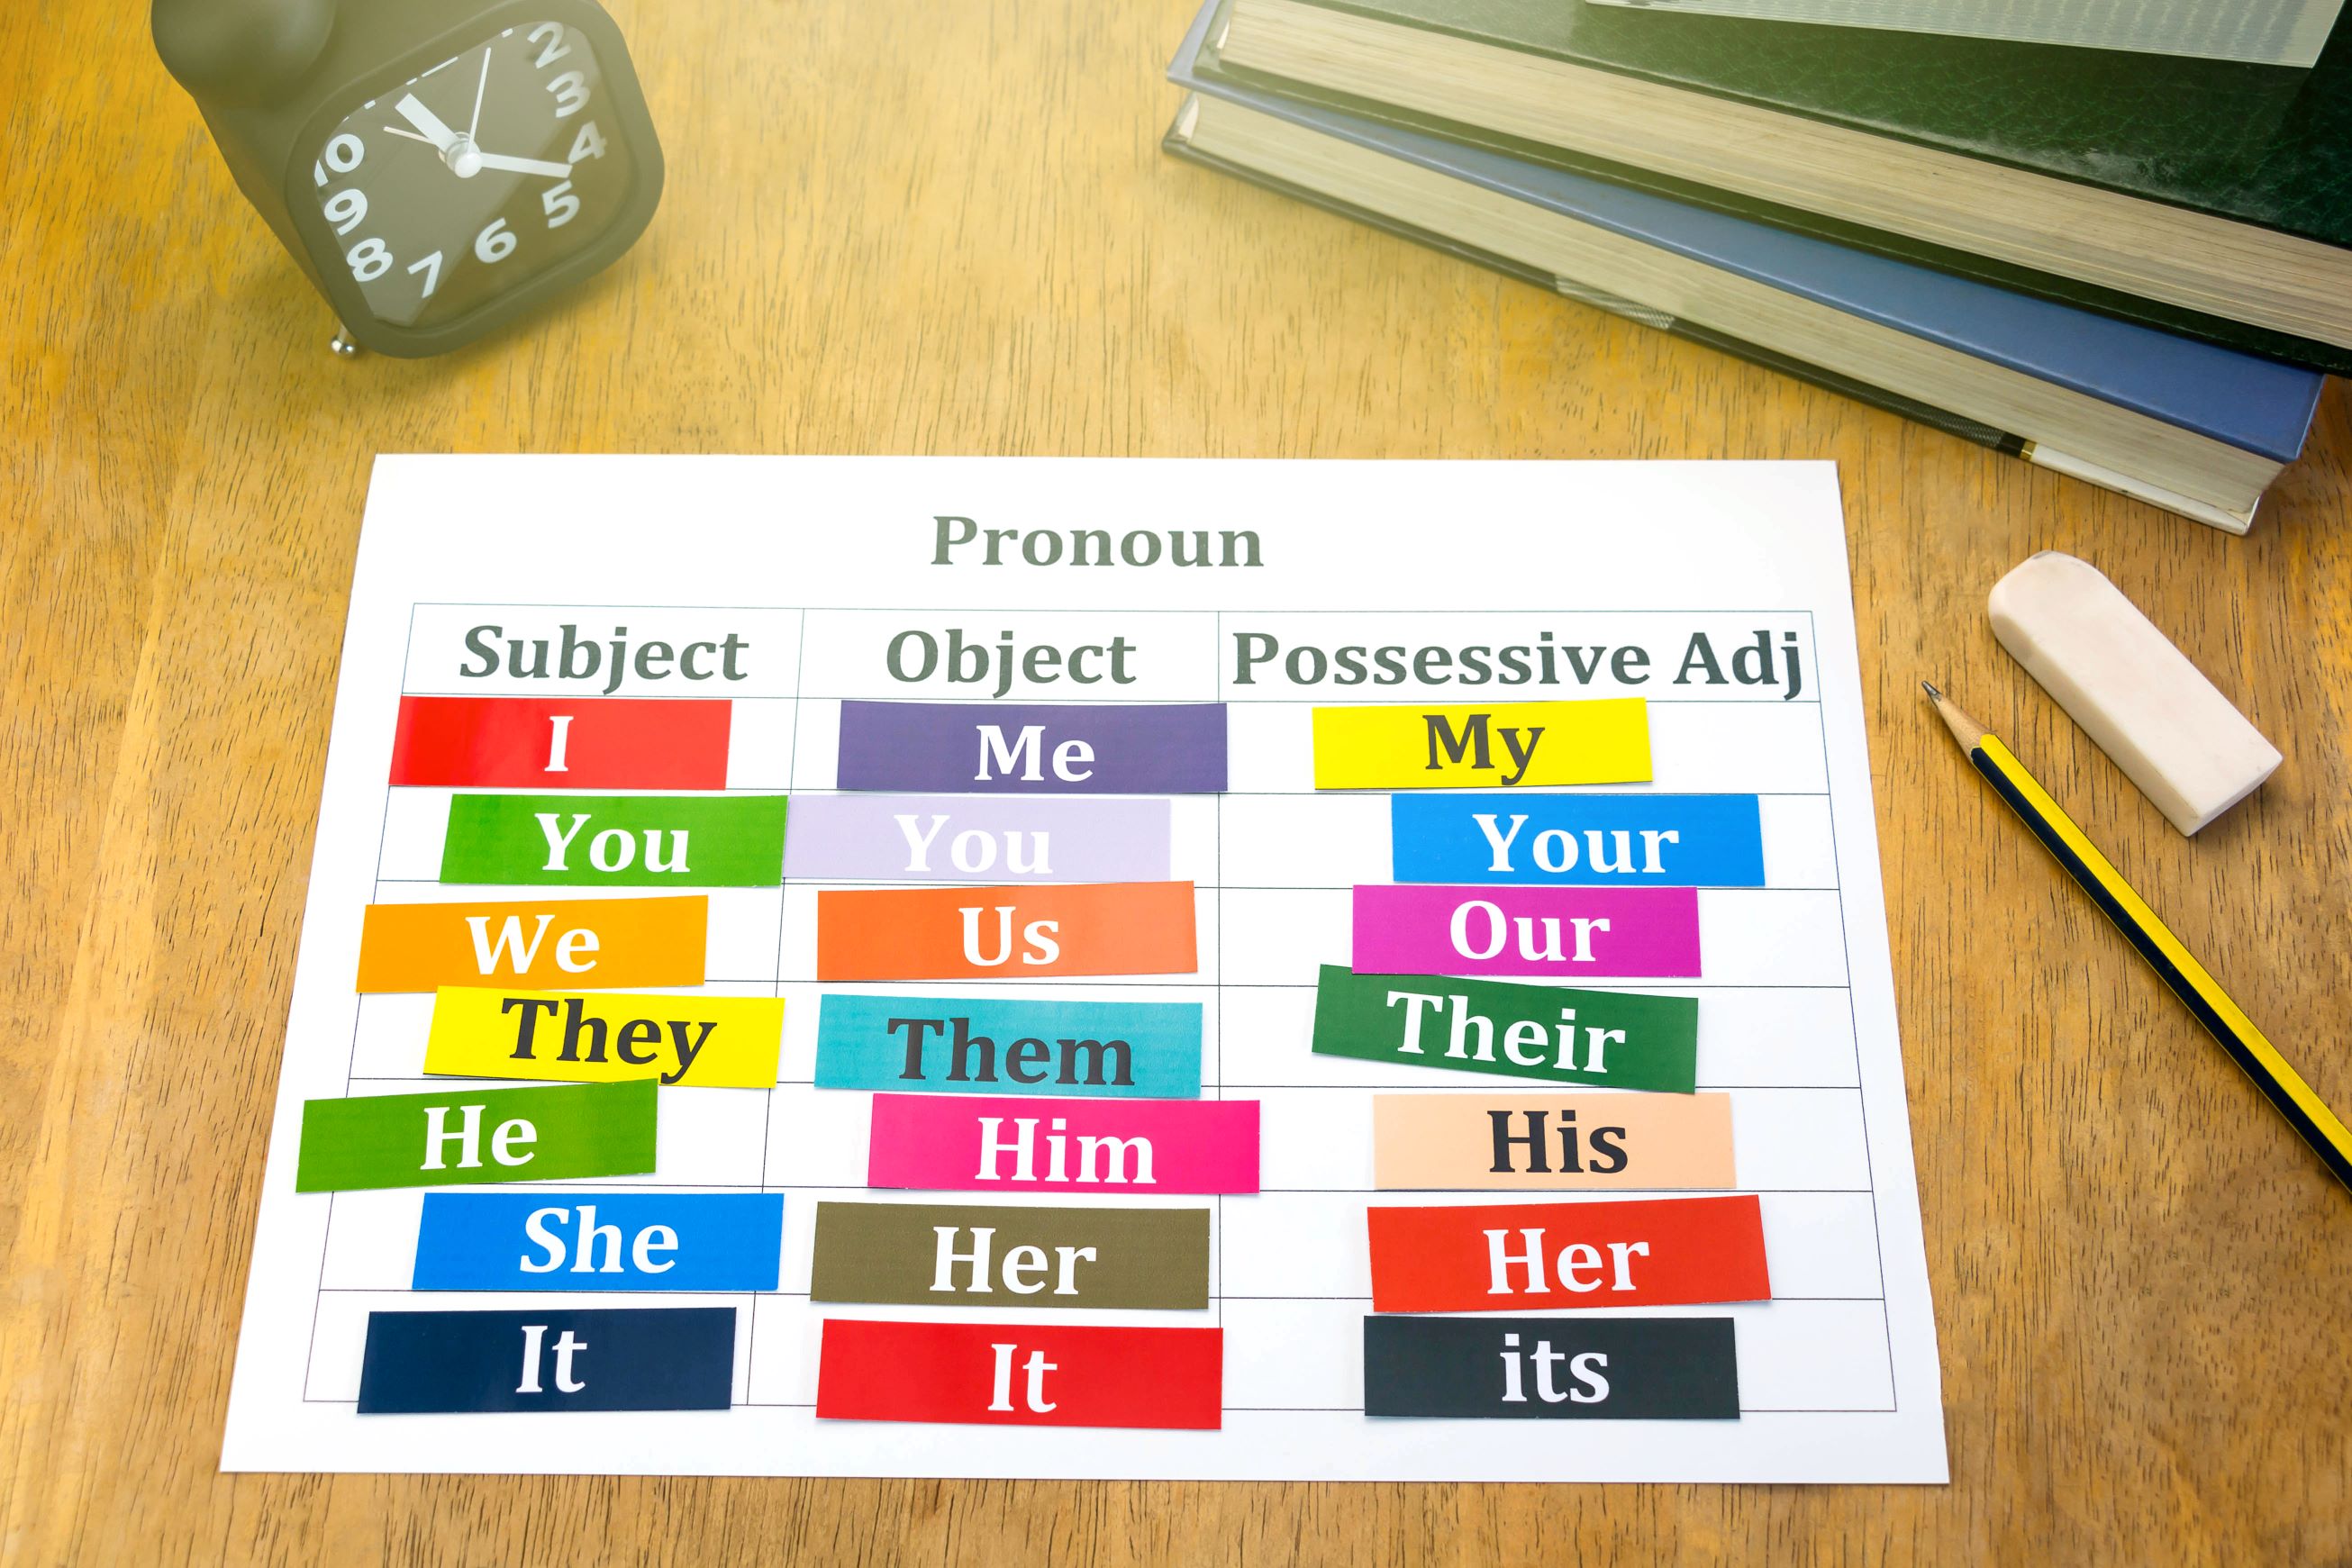 2
3
4
5
6
7
8
9
10
Pronoun
Subject Object Possessive Adj
I Me My
You You Your
We Us Our
They Them Their
He Him His
She Her Her
It It its